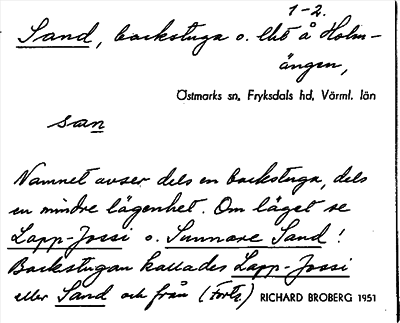 1-2.
Sand, backstuga o. lht å Holm-
ängen,
Östmarks sn, Fryksdals hd, Värml. län
san
Namnet avser dels en backstuga, dels
en mindre lägenhet. Om läget se
Lapp-Jossi o. Sunnare Sand!
Backstugan kallades Lapp-Jossi
eller Sand och från (Forts.) RICHARD BROBERG 1951